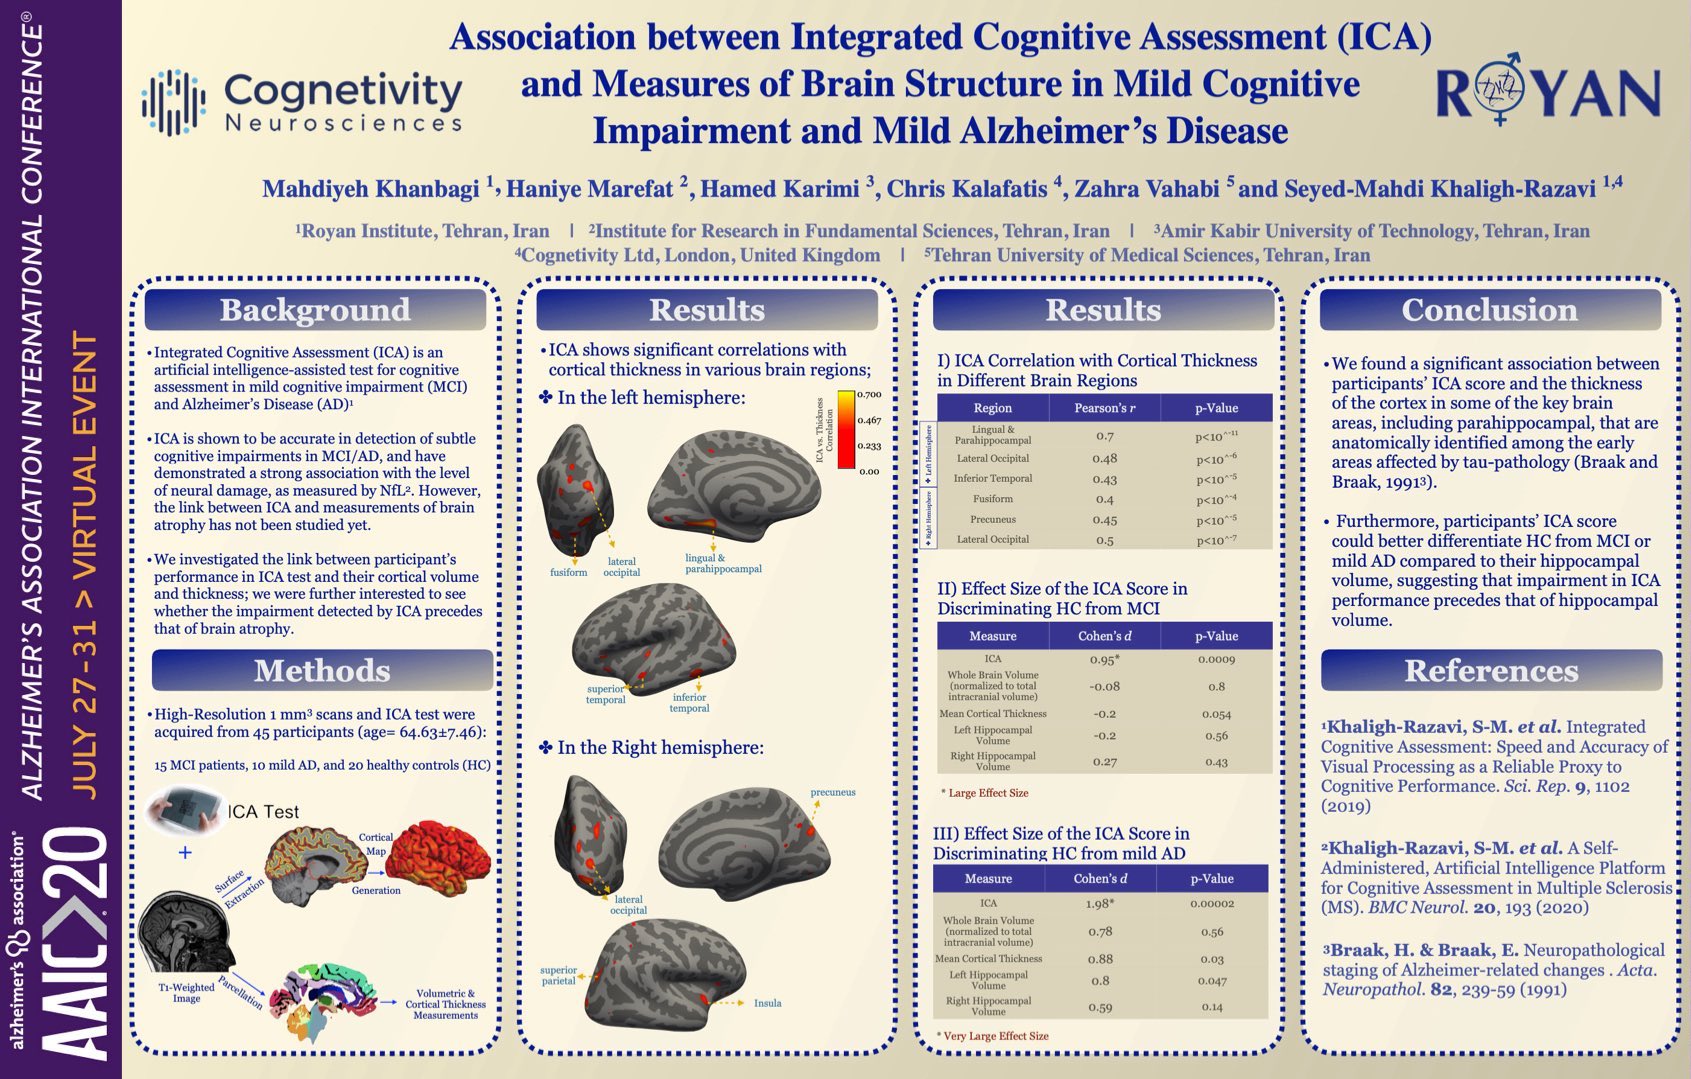 ALZHEIMER'S ASSOCIATION INTERNATIONAL CONFERENCE®
JULY 27-31 > VIRTUAL EVENT
alzheimer's association®
AAIC>20
Cognetivity
Neurosciences
Association between Integrated Cognitive Assessment (ICA)
and Measures of Brain Structure in Mild Cognitive
Impairment and Mild Alzheimer's Disease
ROYAN
Mahdiyeh Khanbagi ¹, Haniye Marefat ², Hamed Karimi ³, Chris Kalafatis ⁴, Zahra Vahabi ⁵ and Seyed-Mahdi Khaligh-Razavi ¹,⁴
¹Royan Institute, Tehran, Iran | ²Institute for Research in Fundamental Sciences, Tehran, Iran | ³Amir Kabir University of Technology, Tehran, Iran
⁴Cognetivity Ltd, London, United Kingdom | ⁵Tehran University of Medical Sciences, Tehran, Iran
Background
•Integrated Cognitive Assessment (ICA) is an
artificial intelligence-assisted test for cognitive
assessment in mild cognitive impairment (MCI)
and Alzheimer's Disease (AD)¹
•ICA is shown to be accurate in detection of subtle
cognitive impairments in MCI/AD, and have
demonstrated a strong association with the level
of neural damage, as measured by NfL². However,
the link between ICA and measurements of brain
atrophy has not been studied yet.
•We investigated the link between participant's
performance in ICA test and their cortical volume
and thickness; we were further interested to see
whether the impairment detected by ICA precedes
that of brain atrophy.
Methods
•High-Resolution 1 mm³ scans and ICA test were
acquired from 45 participants (age= 64.63±7.46):
15 MCI patients, 10 mild AD, and 20 healthy controls (HC)
ICA Test
+
Surface
Extraction
Cortical
Map
Generation
T1-Weighted
Image
Parcellation
Volumetric &
Cortical Thickness
Measurements
Results
•ICA shows significant correlations with
cortical thickness in various brain regions;
✤ In the left hemisphere:
ICA vs. Thickness
Correlation
0.700
0.467
0.233
0.00
fusiform
lateral
occipital
lingual &
parahippocampal
superior
temporal
inferior
temporal
✤ In the Right hemisphere:
precuneus
lateral
occipital
superior
parietal
Insula
Results
I) ICA Correlation with Cortical Thickness
in Different Brain Regions
Region Pearson's r p-Value
✤ Left Hemisphere
Lingual &
Parahippocampal 0.7 p<10^-11
Lateral Occipital 0.48 p<10^-6
Inferior Temporal 0.43 p<10^-5
✤ Right Hemisphere
Fusiform 0.4 p<10^-4
Precuneus 0.45 p<10^-5
Lateral Occipital 0.5 p<10^-7
II) Effect Size of the ICA Score in
Discriminating HC from MCI
Measure Cohen's d p-Value
ICA 0.95* 0.0009
Whole Brain Volume
(normalized to total
intracranial volume) -0.08 0.8
Mean Cortical Thickness -0.2 0.054
Left Hippocampal
Volume -0.2 0.56
Right Hippocampal
Volume 0.27 0.43
* Large Effect Size
III) Effect Size of the ICA Score in
Discriminating HC from mild AD
Measure Cohen's d p-Value
ICA 1.98* 0.00002
Whole Brain Volume
(normalized to total
intracranial volume) 0.78 0.56
Mean Cortical Thickness 0.88 0.03
Left Hippocampal
Volume 0.8 0.047
Right Hippocampal
Volume 0.59 0.14
* Very Large Effect Size
Conclusion
•We found a significant association between
participants' ICA score and the thickness
of the cortex in some of the key brain
areas, including parahippocampal, that are
anatomically identified among the early
areas affected by tau-pathology (Braak and
Braak, 1991³).
• Furthermore, participants' ICA score
could better differentiate HC from MCI or
mild AD compared to their hippocampal
volume, suggesting that impairment in ICA
performance precedes that of hippocampal
volume.
References
¹Khaligh-Razavi, S-M. et al. Integrated
Cognitive Assessment: Speed and Accuracy of
Visual Processing as a Reliable Proxy to
Cognitive Performance. Sci. Rep. 9, 1102
(2019)
²Khaligh-Razavi, S-M. et al. A Self-
Administered, Artificial Intelligence Platform
for Cognitive Assessment in Multiple Sclerosis
(MS). BMC Neurol. 20, 193 (2020)
³Braak, H. & Braak, E. Neuropathological
staging of Alzheimer-related changes . Acta.
Neuropathol. 82, 239-59 (1991)